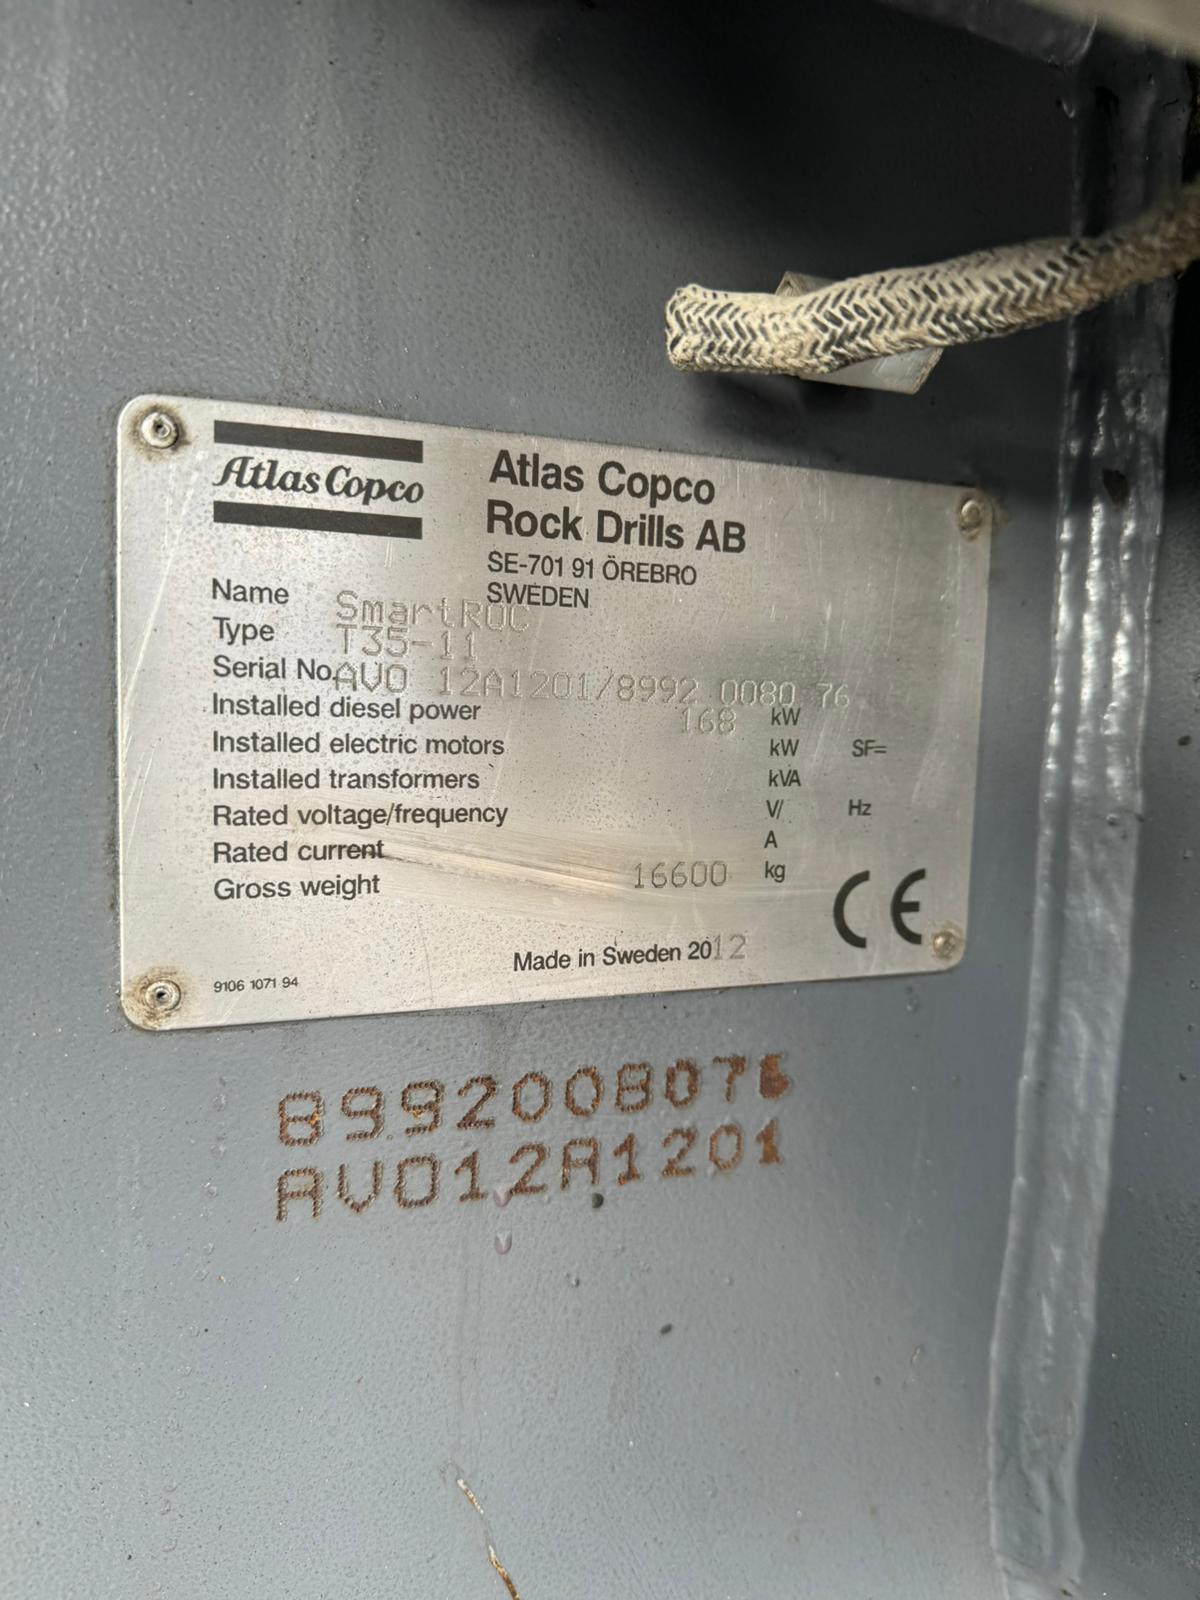 Atlas Copco
Atlas Copco
Rock Drills AB
SE-701 91 ÖREBRO
SWEDEN
Name SmartROC
Type T35-11
Serial No. AVO 12A1201/8992 0080 76
Installed diesel power 168 kW
Installed electric motors kW SF=
Installed transformers kVA
Rated voltage/frequency V/ Hz
Rated current A
Gross weight 16600 kg
CE
Made in Sweden 2012
9106 1071 94
8992008076
AVO12A1201